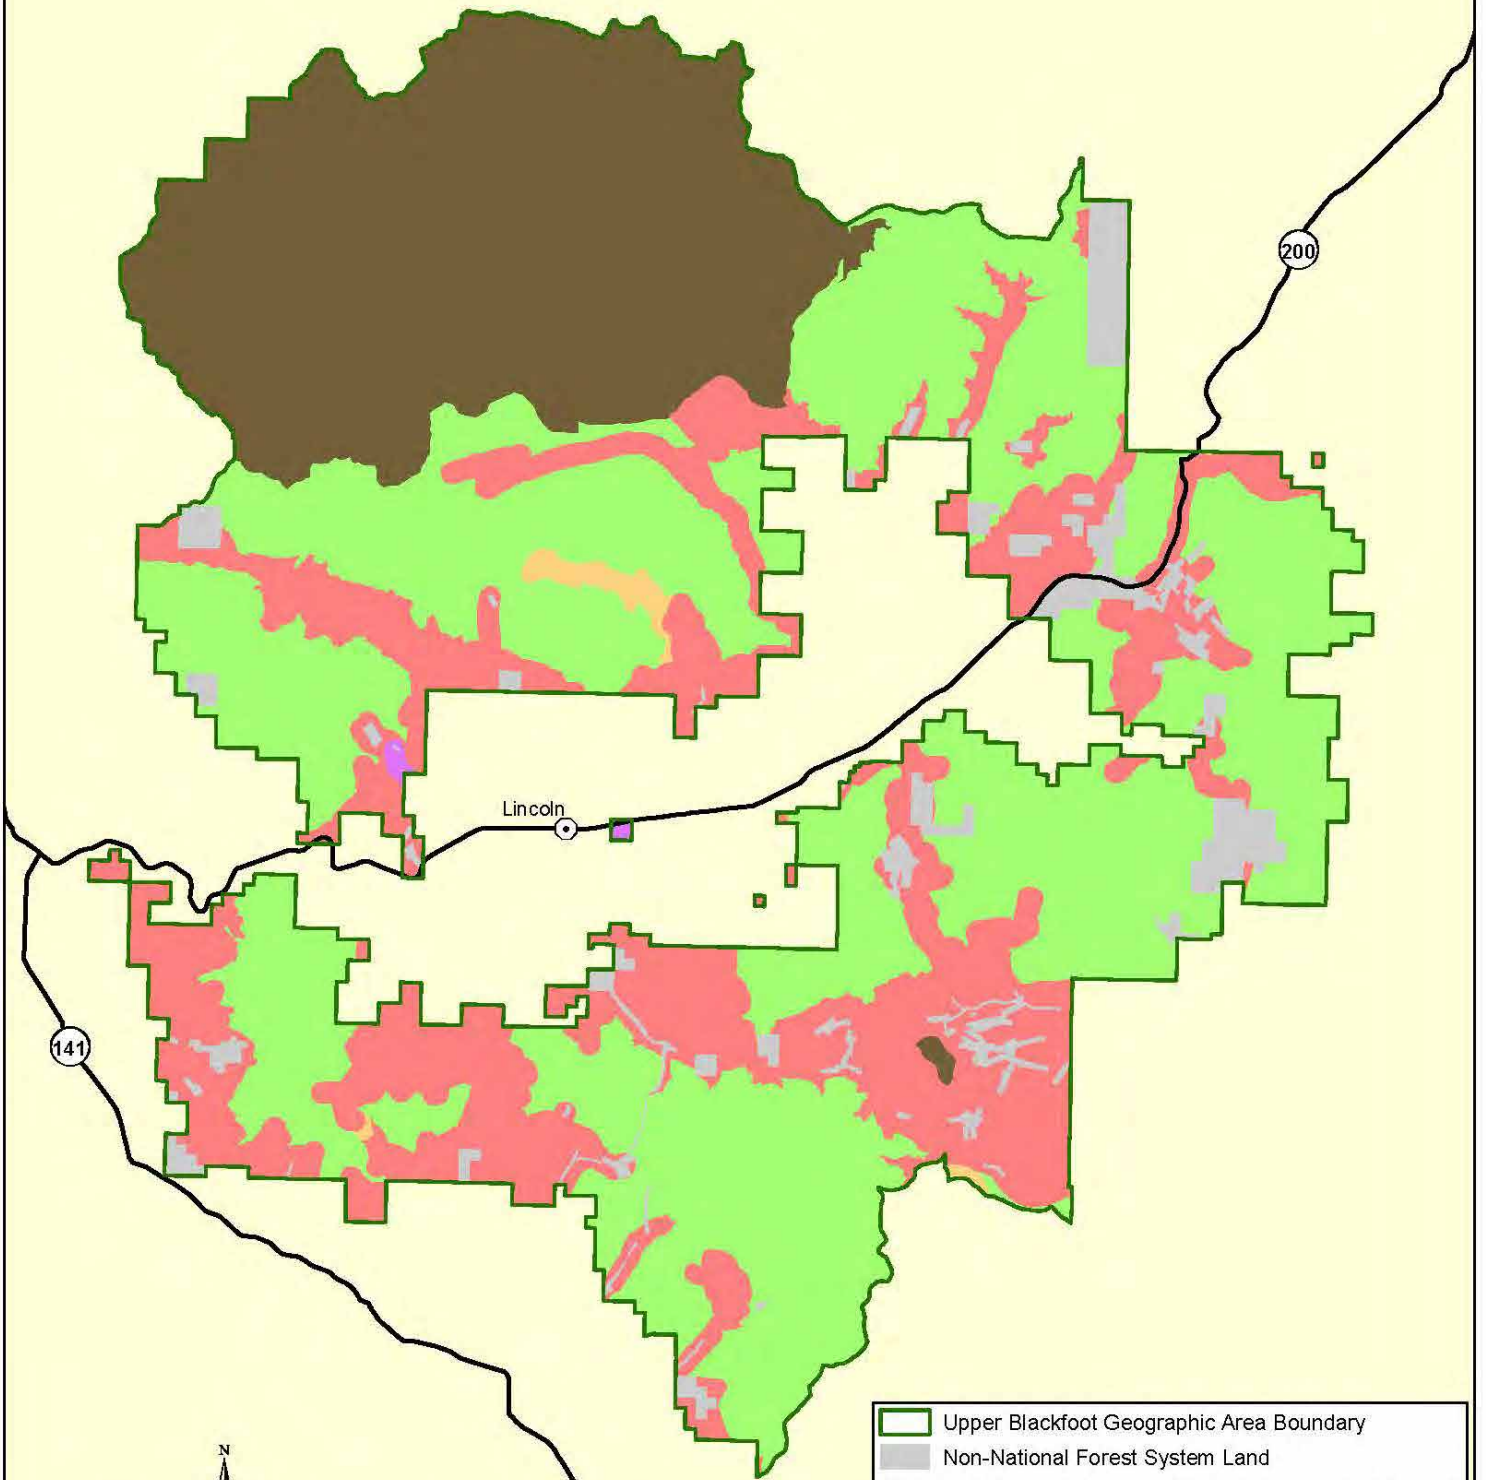 200
Lincoln
141
Upper Blackfoot Geographic Area Boundary
N
Non-National Forest System Land